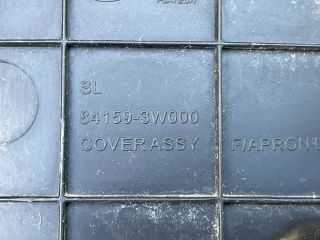 SL
84159-3W000
COVER ASSY F/APRON